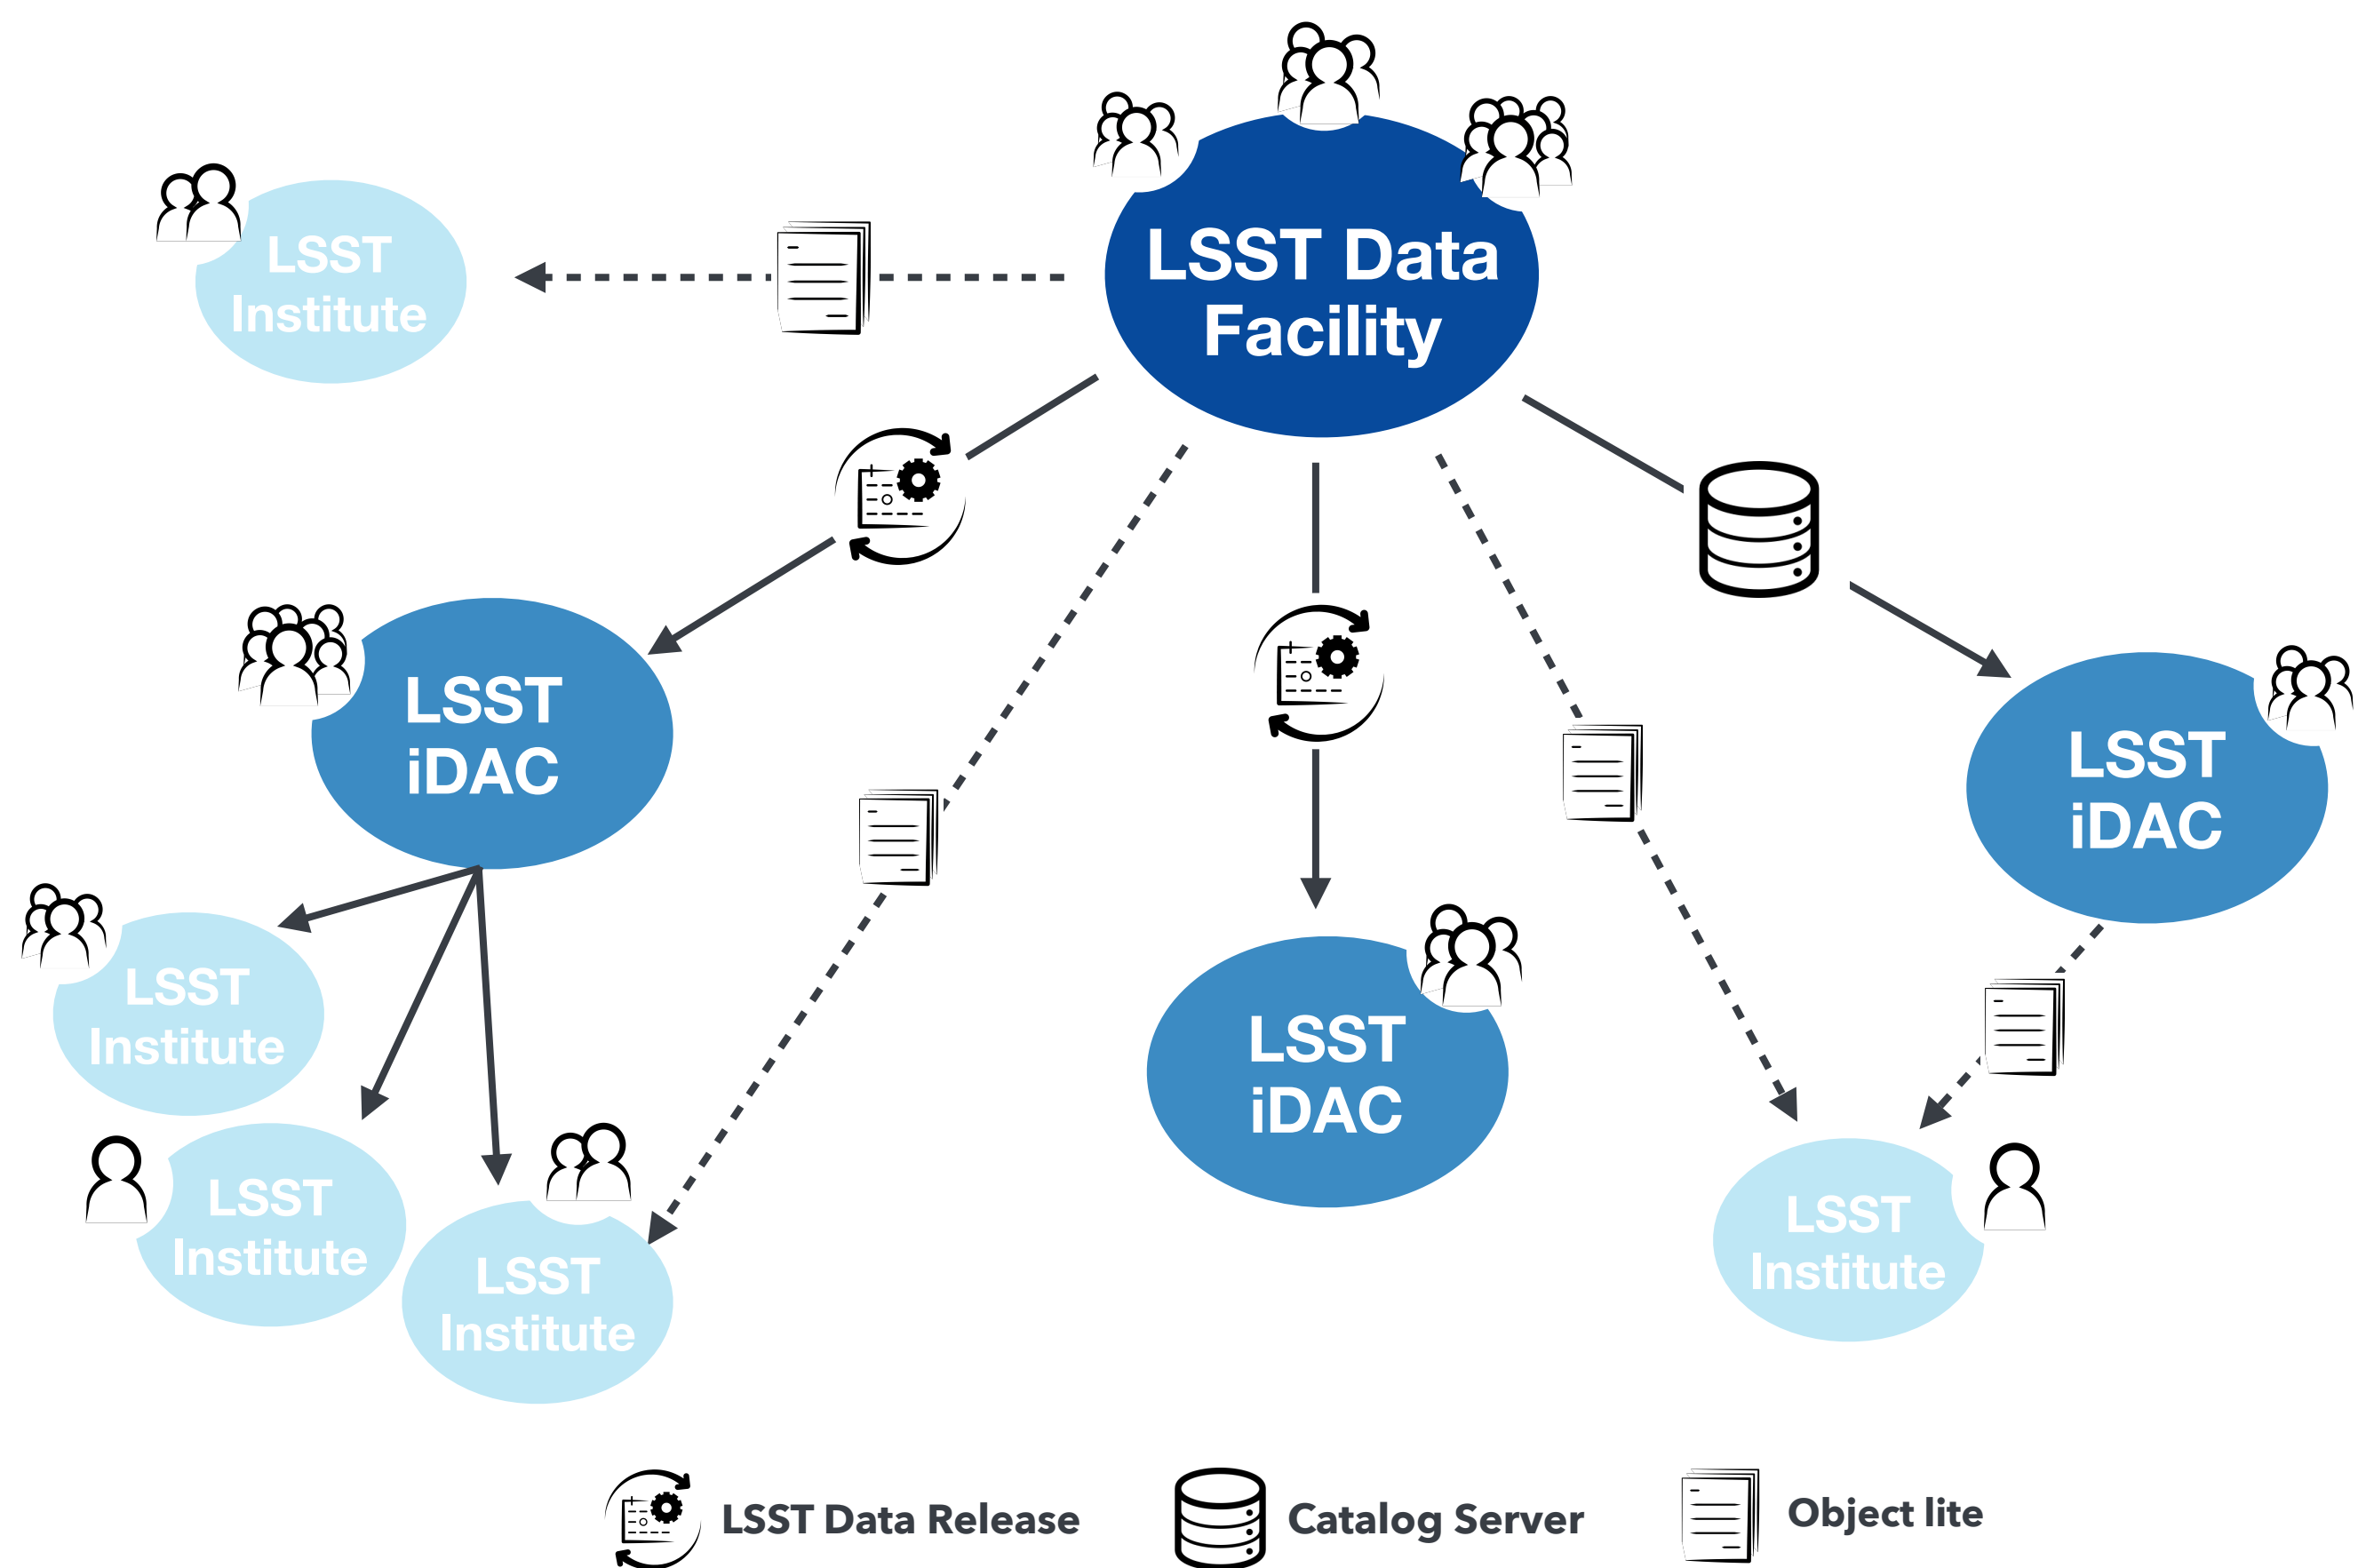 LSST Data
Facility
LSST
Institute
LSST
iDAC
LSST
iDAC
LSST
Institute
LSST
iDAC
LSST
Institute
LSST
Institute
LSST
Institute
LSST Data Release
Catalog Server
Object lite